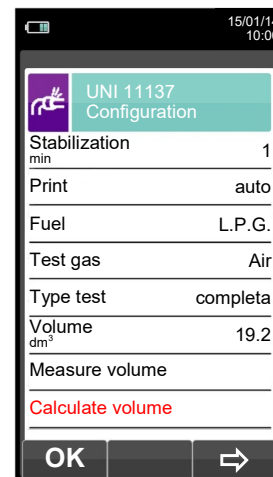 15/01/14
10:00
UNI 11137
Configuration
Stabilization 1
min
Print auto
Fuel L.P.G.
Test gas Air
Type test completa
Volume 19.2
dm³
Measure volume
Calculate volume
OK